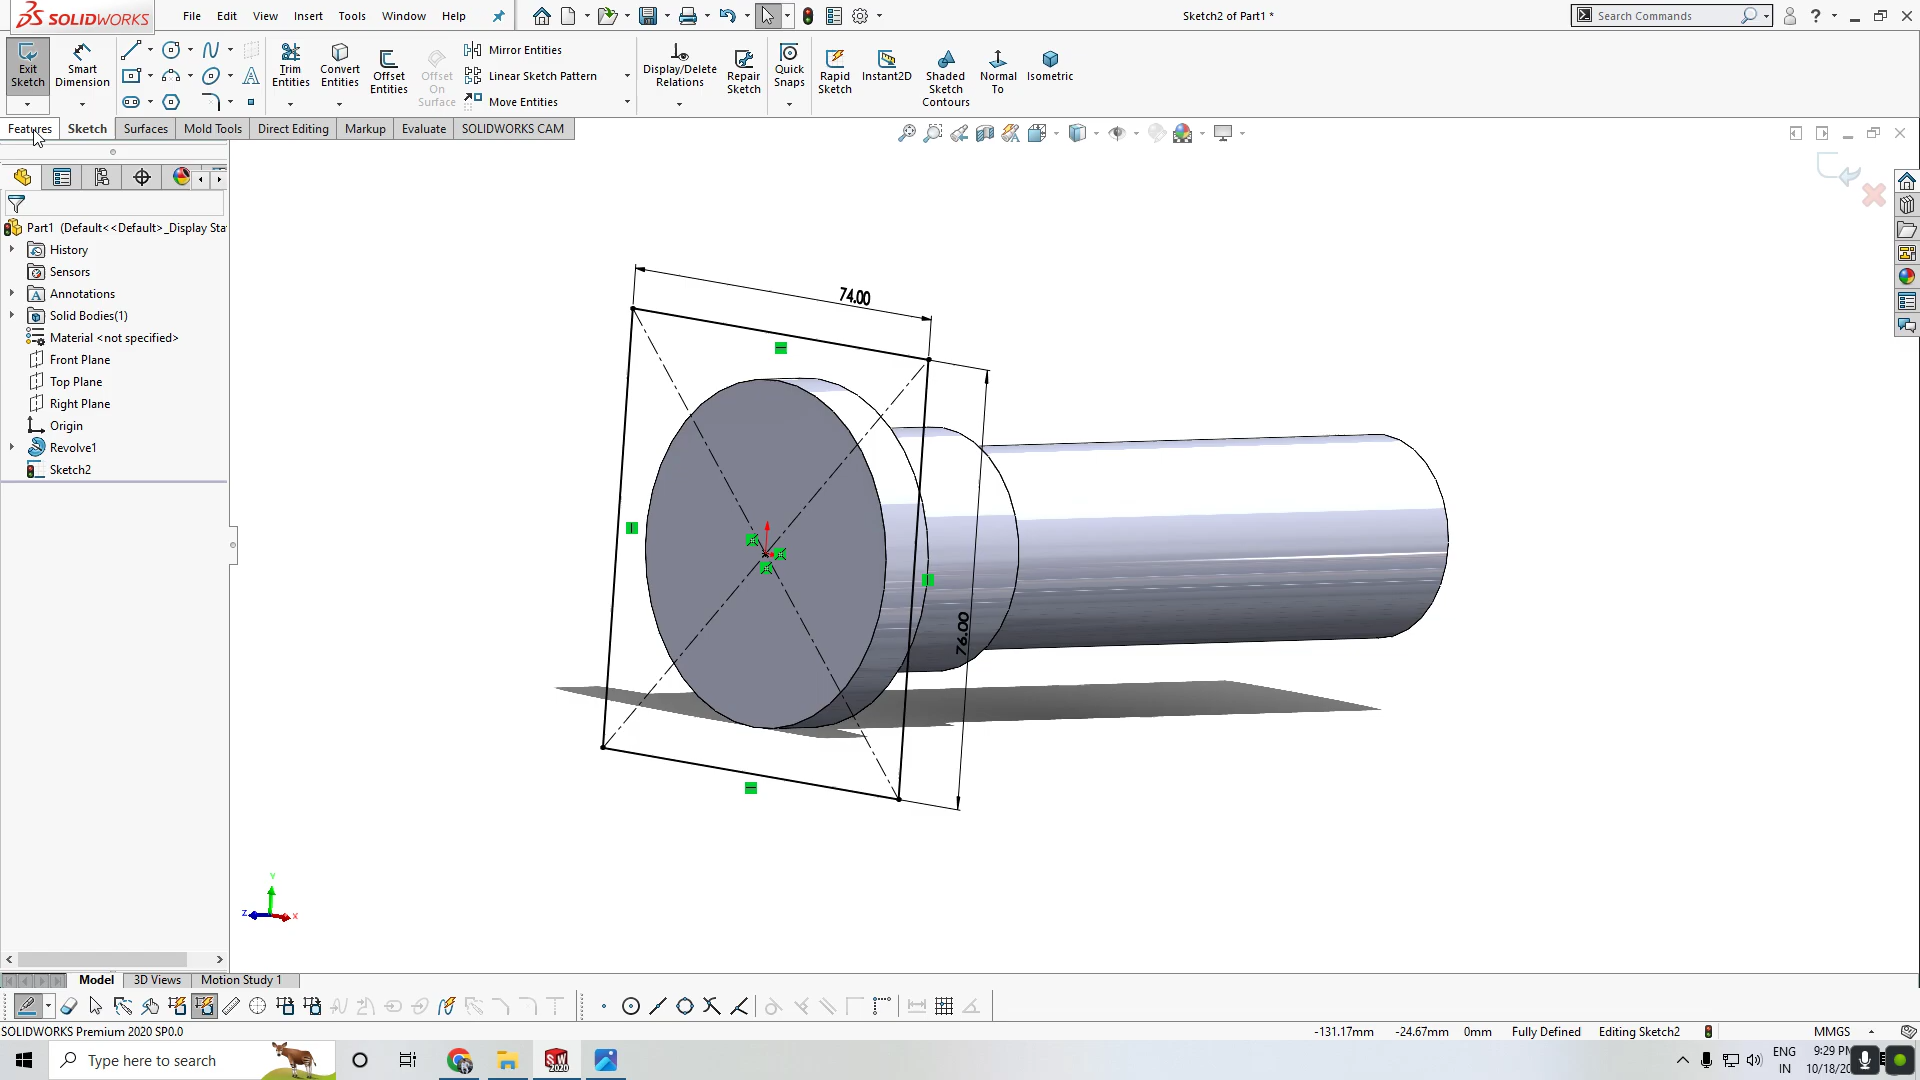 SOLIDWORKS
File Edit View Insert Tools Window Help
Sketch2 of Part1 *
Search Commands
Exit Sketch
Smart Dimension
Trim Entities
Convert Entities
Offset Entities
Offset On Surface
Mirror Entities
Linear Sketch Pattern
Move Entities
Display/Delete Relations
Repair Sketch
Quick Snaps
Rapid Sketch
Instant2D
Shaded Sketch Contours
Normal To
Isometric
Features Sketch Surfaces Mold Tools Direct Editing Markup Evaluate SOLIDWORKS CAM
Part1 (Default<<Default>_Display Sta
History
Sensors
Annotations
Solid Bodies(1)
Material <not specified>
Front Plane
Top Plane
Right Plane
Origin
Revolve1
Sketch2
74.00
76.00
Y
Z
X
Model 3D Views Motion Study 1
SOLIDWORKS Premium 2020 SP0.0
-131.17mm -24.67mm 0mm Fully Defined Editing Sketch2 MMGS
Type here to search
ENG
IN
9:29 PM
10/18/20